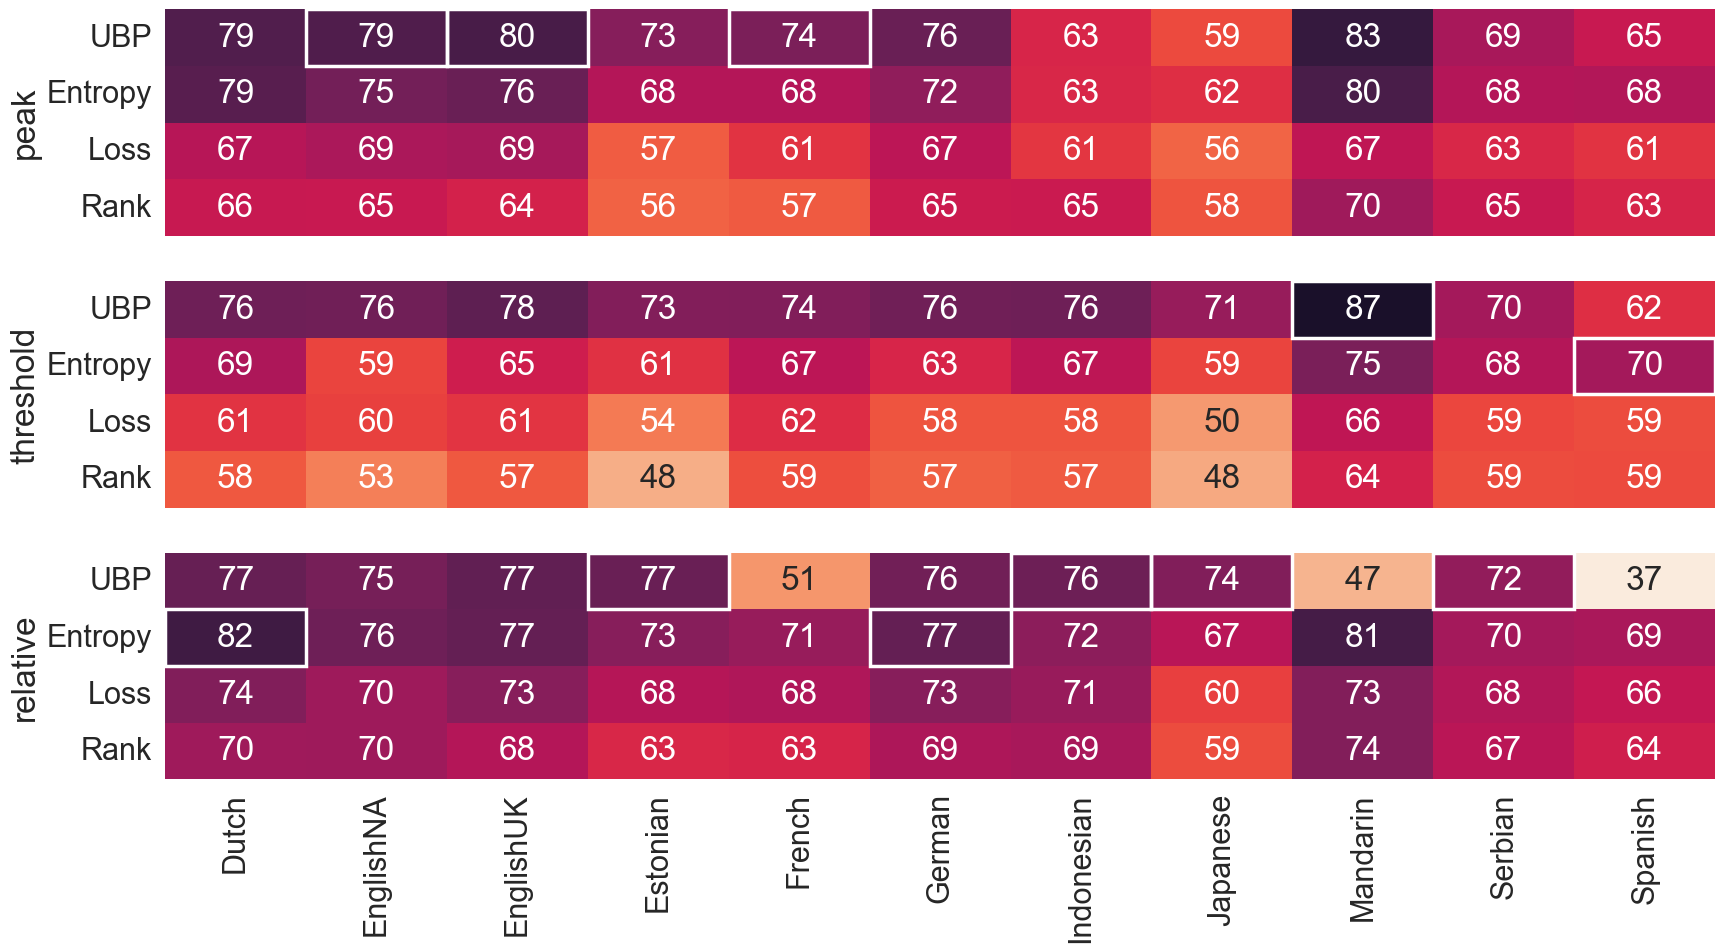 peak
UBP 79 79 80 73 74 76 63 59 83 69 65
Entropy 79 75 76 68 68 72 63 62 80 68 68
Loss 67 69 69 57 61 67 61 56 67 63 61
Rank 66 65 64 56 57 65 65 58 70 65 63
threshold
UBP 76 76 78 73 74 76 76 71 87 70 62
Entropy 69 59 65 61 67 63 67 59 75 68 70
Loss 61 60 61 54 62 58 58 50 66 59 59
Rank 58 53 57 48 59 57 57 48 64 59 59
relative
UBP 77 75 77 77 51 76 76 74 47 72 37
Entropy 82 76 77 73 71 77 72 67 81 70 69
Loss 74 70 73 68 68 73 71 60 73 68 66
Rank 70 70 68 63 63 69 69 59 74 67 64
Dutch EnglishNA EnglishUK Estonian French German Indonesian Japanese Mandarin Serbian Spanish